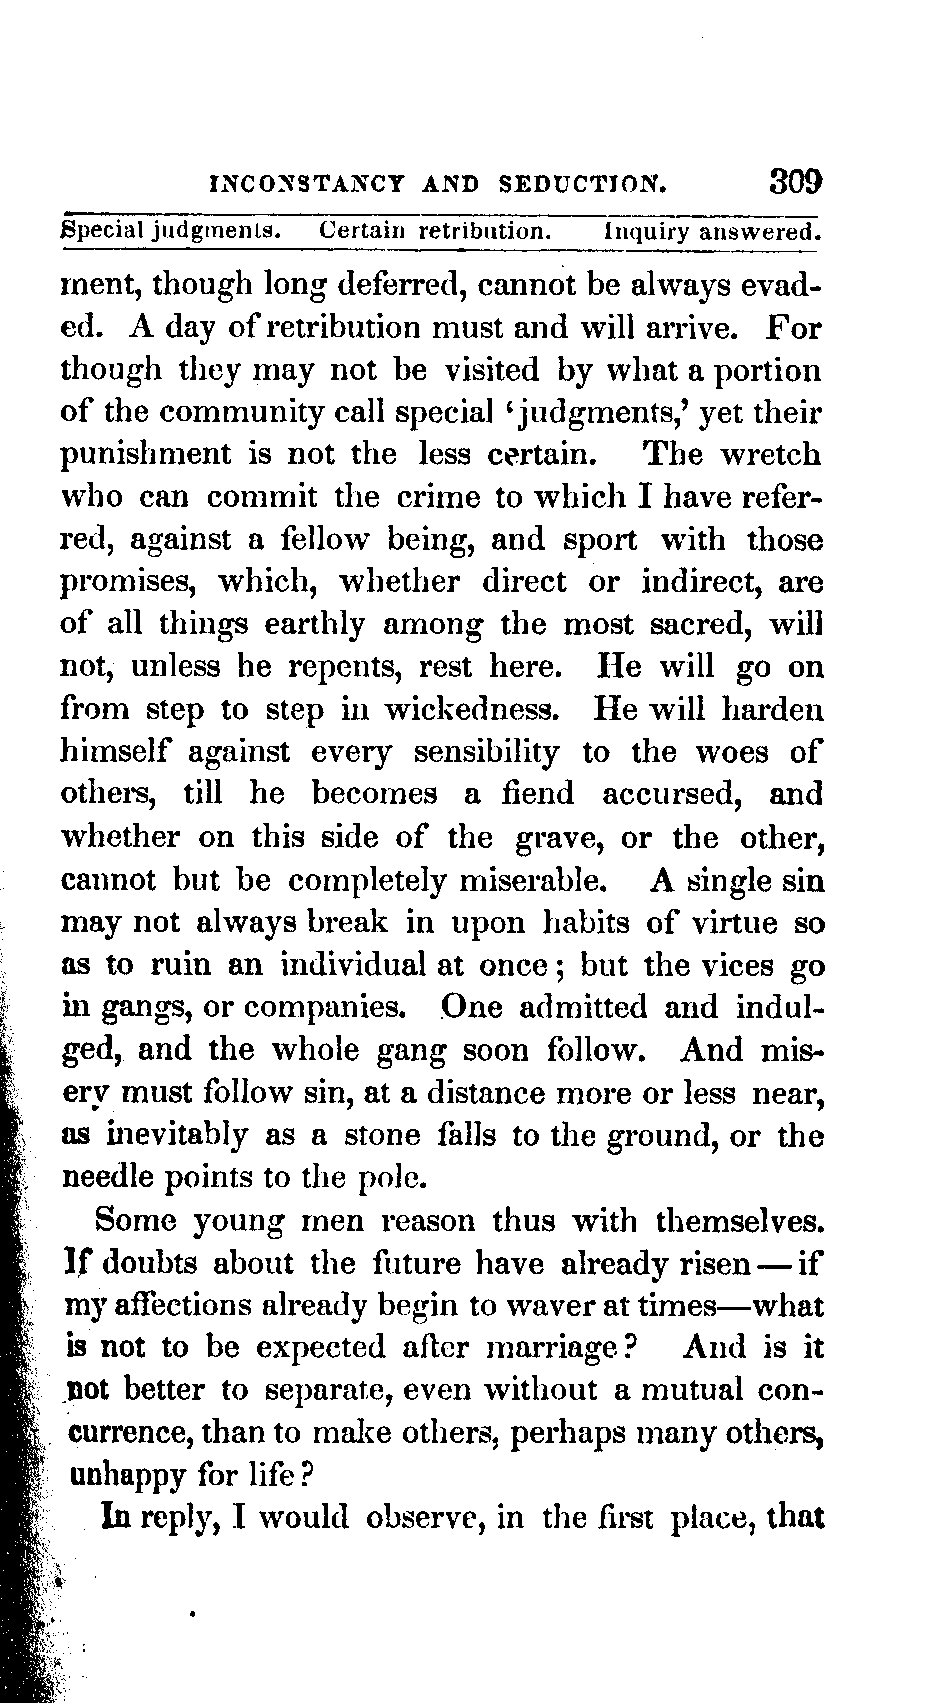 INCONSTANCY AND SEDUCTION. 309
Special judgments. Certain retribution. Inquiry answered.
ment, though long deferred, cannot be always evad-
ed. A day of retribution must and will arrive. For
though they may not be visited by what a portion
of the community call special ‘judgments,’ yet their
punishment is not the less certain. The wretch
who can commit the crime to which I have refer-
red, against a fellow being, and sport with those
promises, which, whether direct or indirect, are
of all things earthly among the most sacred, will
not, unless he repents, rest here. He will go on
from step to step in wickedness. He will harden
himself against every sensibility to the woes of
others, till he becomes a fiend accursed, and
whether on this side of the grave, or the other,
cannot but be completely miserable. A single sin
may not always break in upon habits of virtue so
as to ruin an individual at once; but the vices go
in gangs, or companies. One admitted and indul-
ged, and the whole gang soon follow. And mis-
ery must follow sin, at a distance more or less near,
as inevitably as a stone falls to the ground, or the
needle points to the pole.
Some young men reason thus with themselves.
If doubts about the future have already risen—if
my affections already begin to waver at times—what
is not to be expected after marriage? And is it
not better to separate, even without a mutual con-
currence, than to make others, perhaps many others,
unhappy for life?
In reply, I would observe, in the first place, that